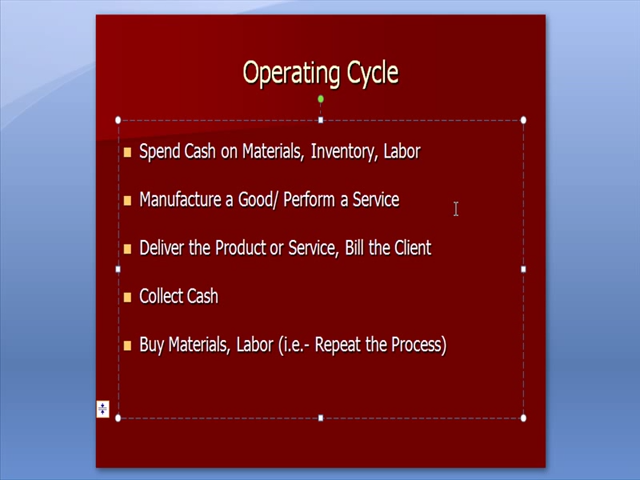 Operating Cycle
Spend Cash on Materials, Inventory, Labor
Manufacture a Good/ Perform a Service
Deliver the Product or Service, Bill the Client
Collect Cash
Buy Materials, Labor (i.e.- Repeat the Process)